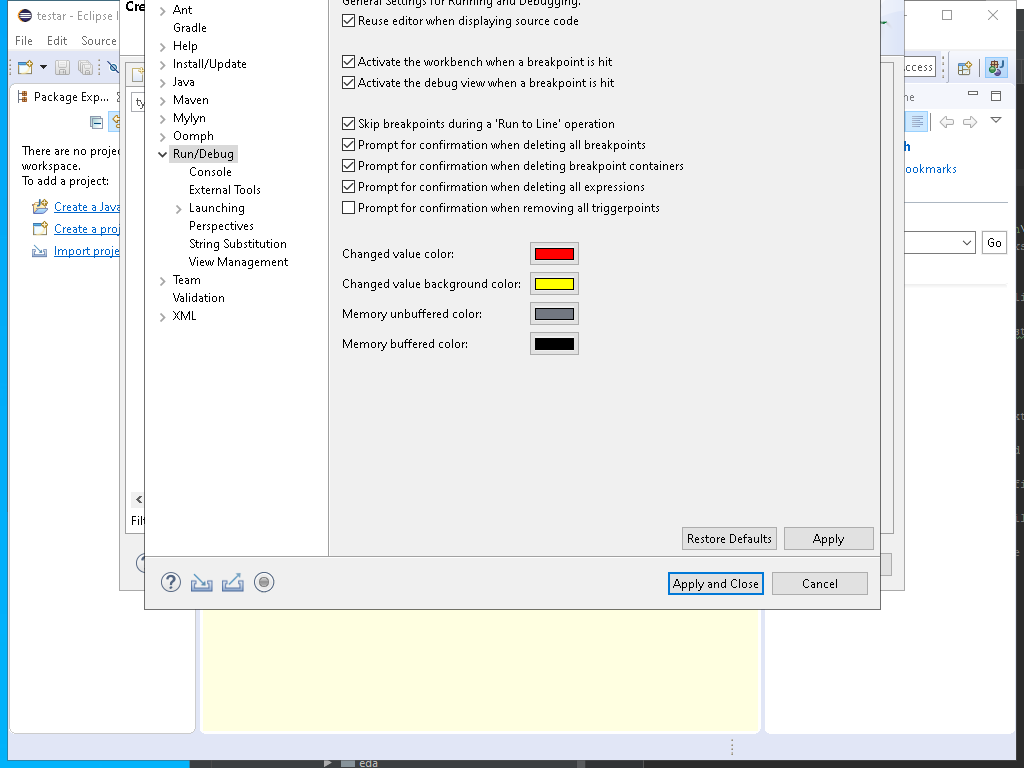 testar - Eclipse I
Cre
File Edit Source
Package Exp...
There are no proje
workspace.
To add a project:
Create a Java
Create a proj
Import proje
ty
Filt
Ant
Gradle
Help
Install/Update
Java
Maven
Mylyn
Oomph
Run/Debug
Console
External Tools
Launching
Perspectives
String Substitution
View Management
Team
Validation
XML
General Settings for Running and Debugging.
Reuse editor when displaying source code
Activate the workbench when a breakpoint is hit
Activate the debug view when a breakpoint is hit
Skip breakpoints during a 'Run to Line' operation
Prompt for confirmation when deleting all breakpoints
Prompt for confirmation when deleting breakpoint containers
Prompt for confirmation when deleting all expressions
Prompt for confirmation when removing all triggerpoints
Changed value color:
Changed value background color:
Memory unbuffered color:
Memory buffered color:
Restore Defaults Apply
Apply and Close Cancel
ccess
ne
h
ookmarks
Go
eda